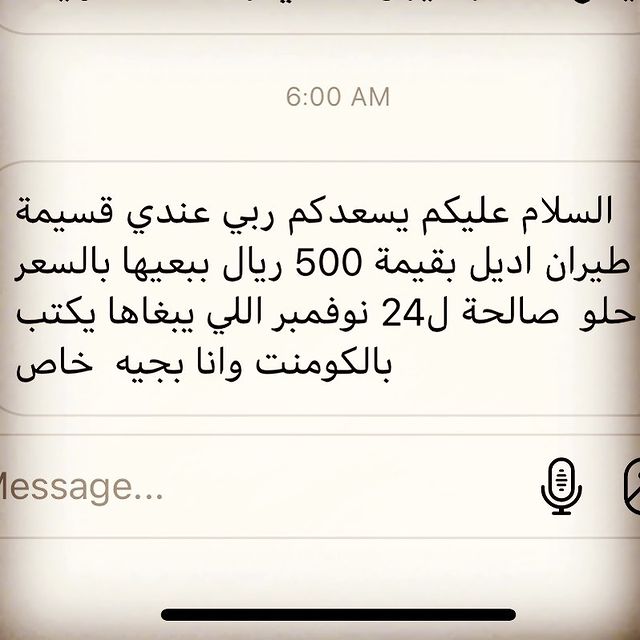 6:00 AM
السلام عليكم يسعدكم ربي عندي قسيمة
طيران اديل بقيمة 500 ريال ببعيها بالسعر
حلو صالحة ل24 نوفمبر اللي يبغاها يكتب
بالكومنت وانا بجيه خاص
Message...